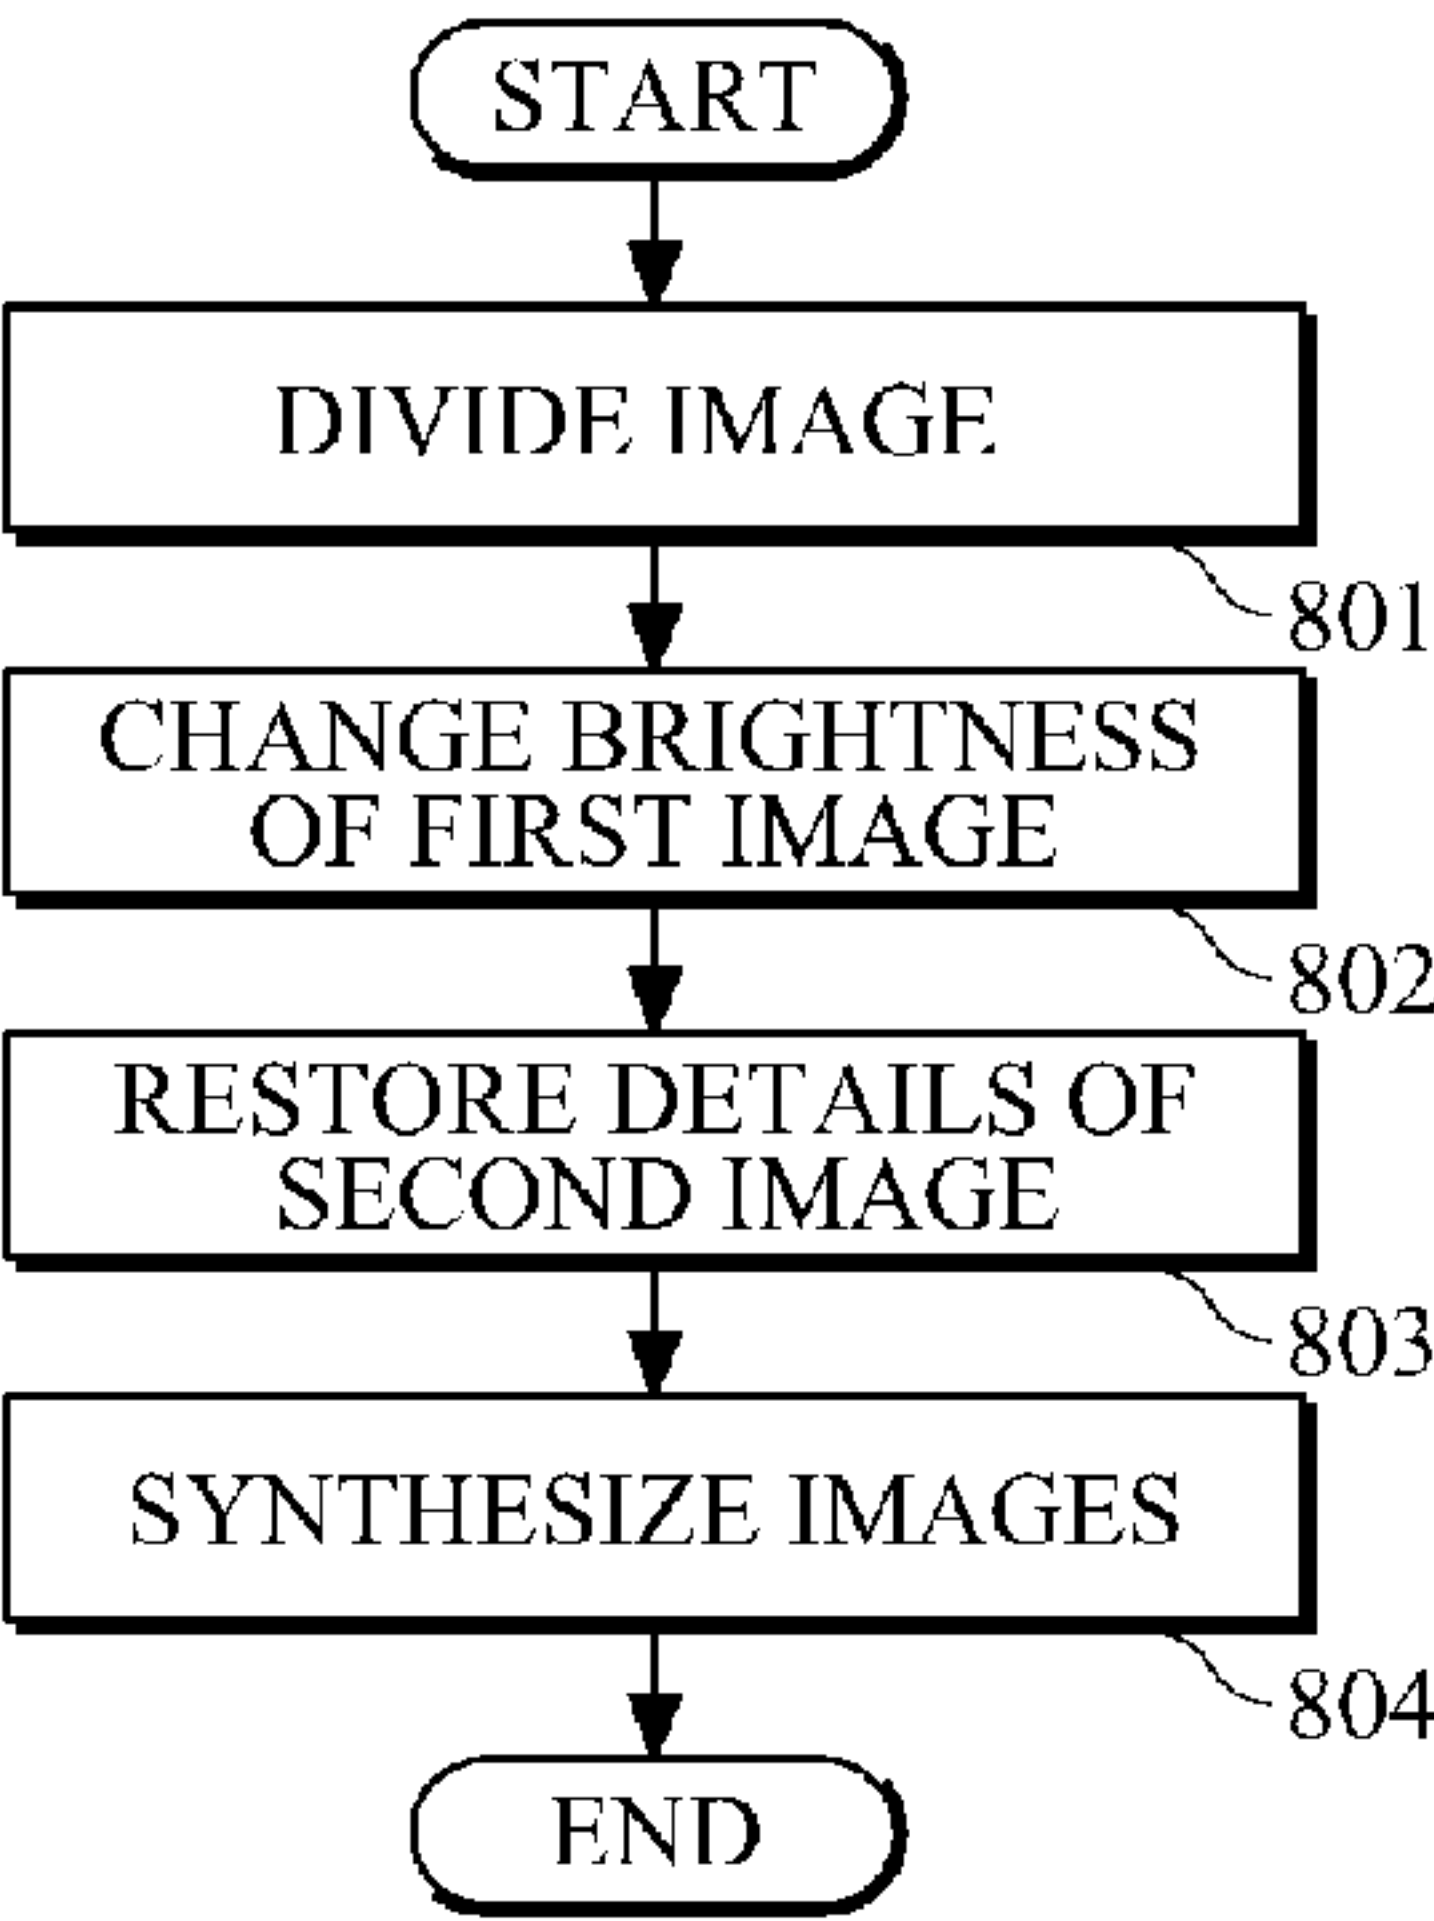 START
DIVIDE IMAGE
801
CHANGE BRIGHTNESS
OF FIRST IMAGE
802
RESTORE DETAILS OF
SECOND IMAGE
803
SYNTHESIZE IMAGES
804
END